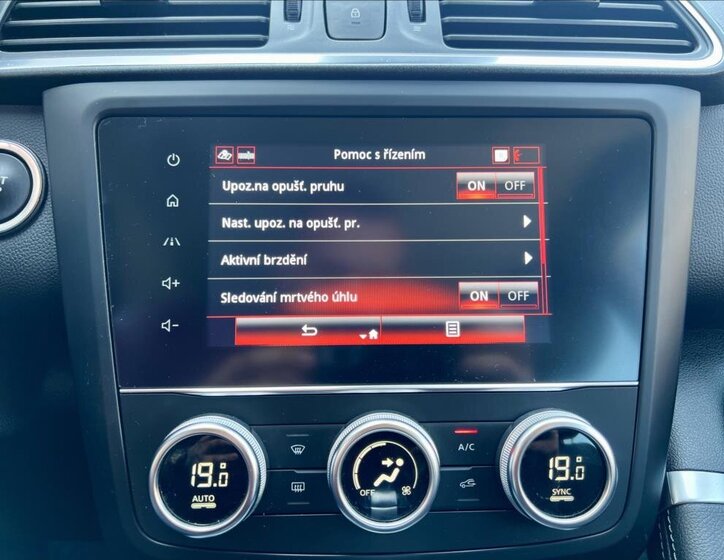 Pomoc s řízením
Upoz.na opušť. pruhu ON OFF
Nast. upoz. na opušť. pr.
Aktivní brzdění
Sledování mrtvého úhlu ON OFF
A/C
19.0 AUTO
OFF
19.0 SYNC